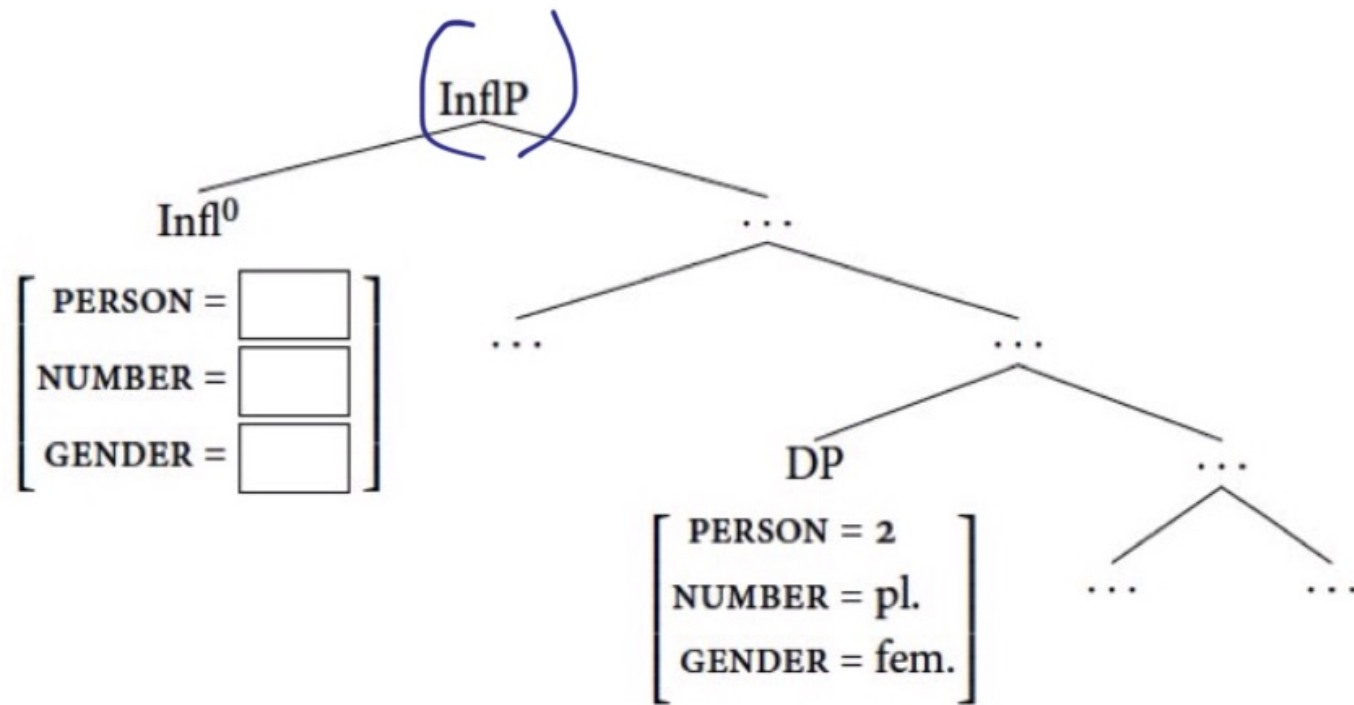 InflP
Infl⁰
...
PERSON =
NUMBER =
GENDER =
...
...
DP
...
PERSON = 2
NUMBER = pl.
GENDER = fem.
...
...